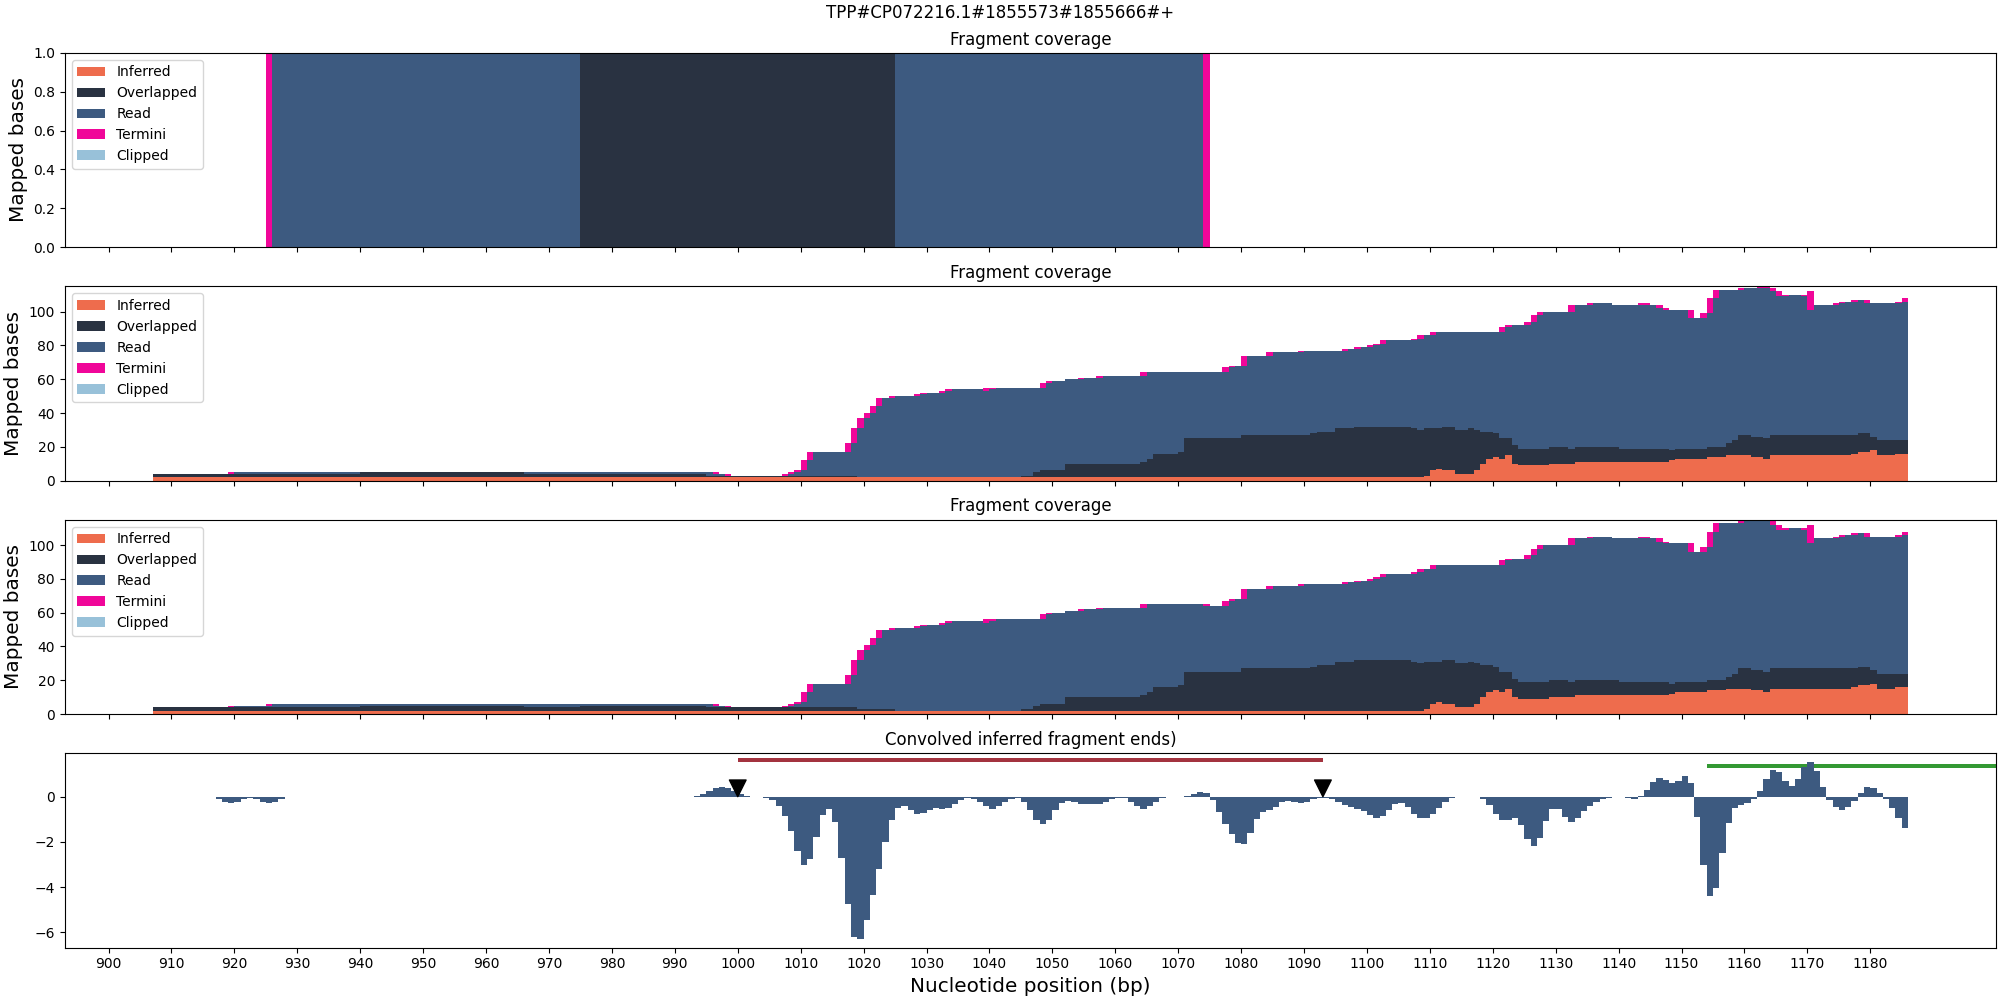 TPP#CP072216.1#1855573#1855666#+
Fragment coverage
Mapped bases
1.0
0.8
0.6
0.4
0.2
0.0
Inferred
Overlapped
Read
Termini
Clipped
Fragment coverage
Mapped bases
100
80
60
40
20
0
Inferred
Overlapped
Read
Termini
Clipped
Fragment coverage
Mapped bases
100
80
60
40
20
0
Inferred
Overlapped
Read
Termini
Clipped
Convolved inferred fragment ends)
0
−2
−4
−6
900 910 920 930 940 950 960 970 980 990 1000 1010 1020 1030 1040 1050 1060 1070 1080 1090 1100 1110 1120 1130 1140 1150 1160 1170 1180
Nucleotide position (bp)